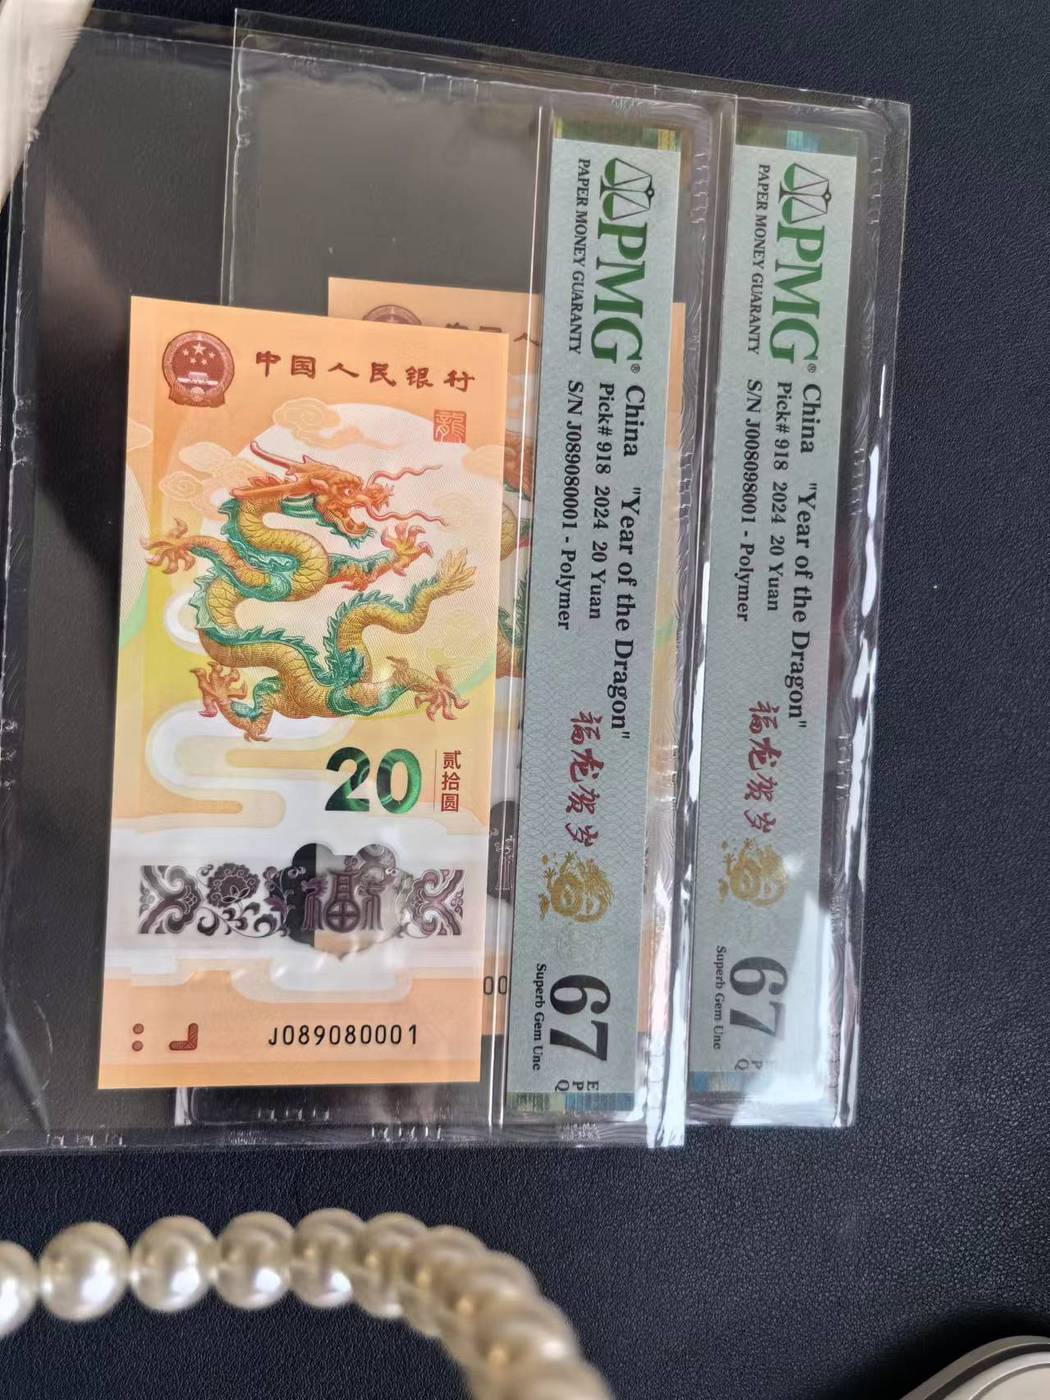 中国人民银行
龍
20
贰拾圆
福
J089080001
00
PMG®
PAPER MONEY GUARANTY
China "Year of the Dragon"
Pick# 918 2024 20 Yuan
S/N J089080001 - Polymer
福龙贺岁
67
EPQ
Superb Gem Unc
PMG®
PAPER MONEY GUARANTY
China "Year of the Dragon"
Pick# 918 2024 20 Yuan
S/N J008098001 - Polymer
福龙贺岁
67
EPQ
Superb Gem Unc